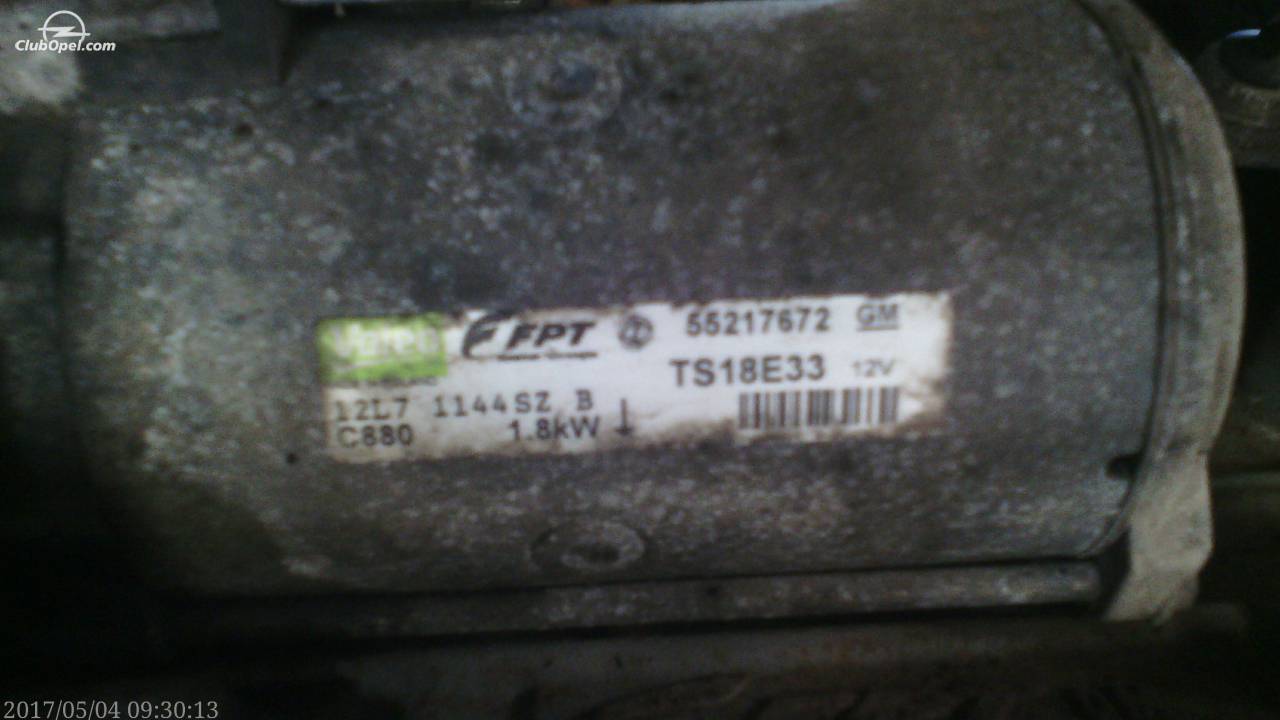 ClubOpel.com
Valeo FPT 55217672 GM
TS18E33 12V
12L7 1144SZ B
C880 1.8kW
2017/05/04 09:30:13